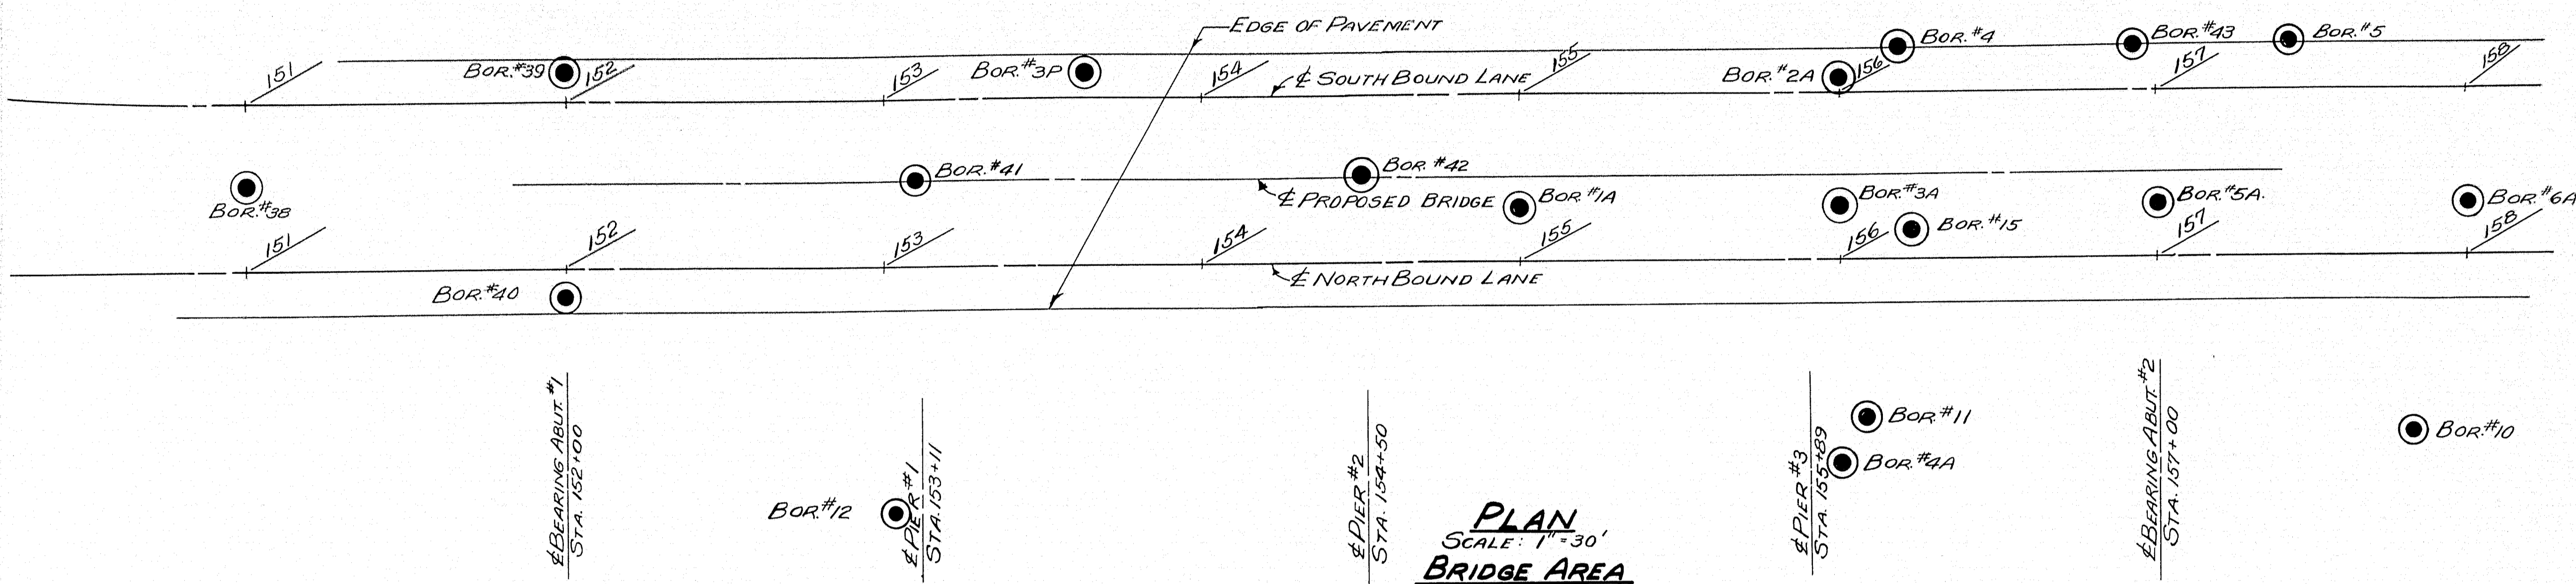 EDGE OF PAVEMENT
BOR. #4
BOR. #43
BOR. #5
151
BOR. #39
152
153
BOR. #3P
154
℄ SOUTH BOUND LANE
155
BOR. #2A
156
157
158
BOR. #38
BOR. #41
BOR. #42
℄ PROPOSED BRIDGE
BOR. #1A
BOR. #3A
BOR. #15
BOR. #5A.
BOR. #6A
151
152
153
154
155
156
157
158
℄ NORTH BOUND LANE
BOR. #40
℄ BEARING ABUT. #1
STA. 152+00
BOR. #12
℄ PIER #1
STA. 153+11
℄ PIER #2
STA. 154+50
℄ PIER #3
STA. 155+89
BOR. #11
BOR. #4A
℄ BEARING ABUT. #2
STA. 157+00
BOR. #10
PLAN
SCALE: 1"=30'
BRIDGE AREA